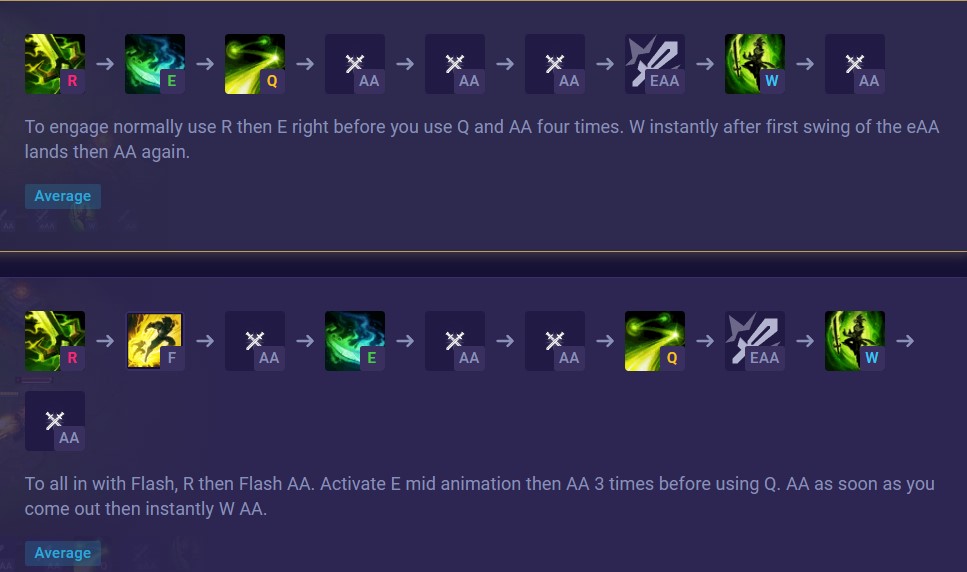 R E Q AA AA AA EAA W AA
To engage normally use R then E right before you use Q and AA four times. W instantly after first swing of the eAA
lands then AA again.
Average
R F AA E AA AA Q EAA W
AA
To all in with Flash, R then Flash AA. Activate E mid animation then AA 3 times before using Q. AA as soon as you
come out then instantly W AA.
Average